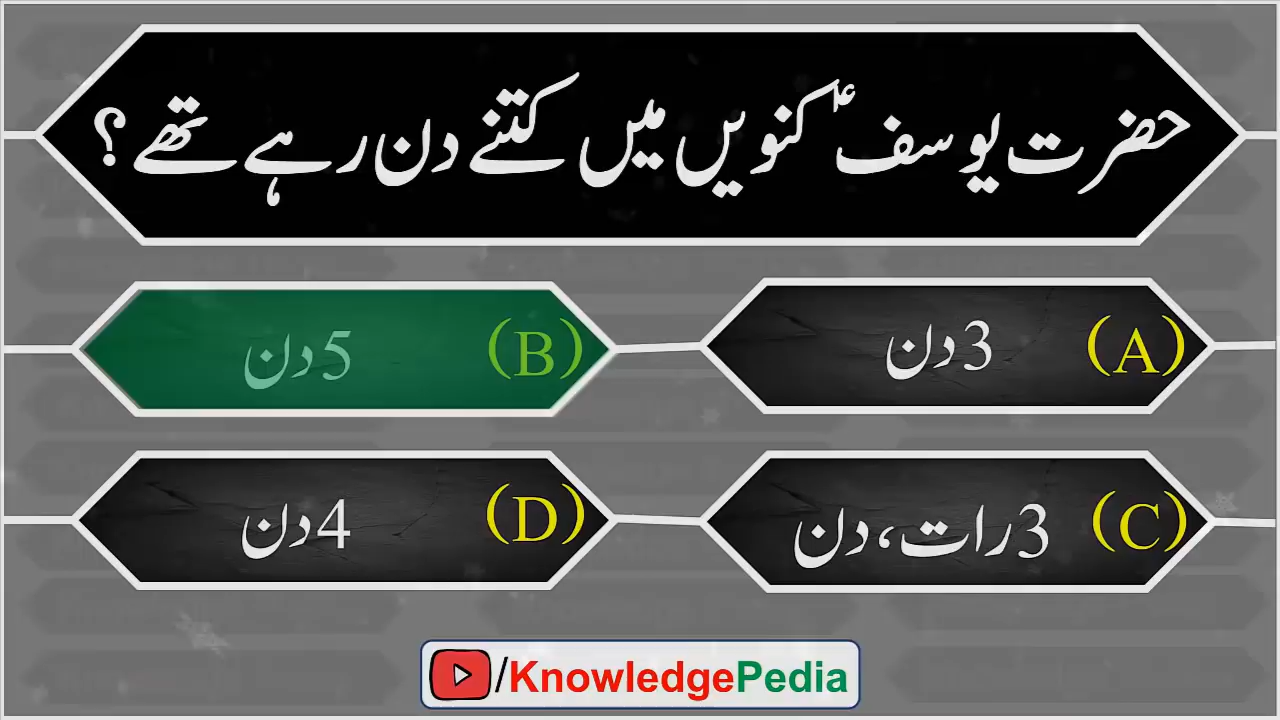 حضرت یوسفؑ کنویں میں کتنے دن رہے تھے؟
(A) 3 دن
(B) 5 دن
(C) 3 رات، دن
(D) 4 دن
/KnowledgePedia